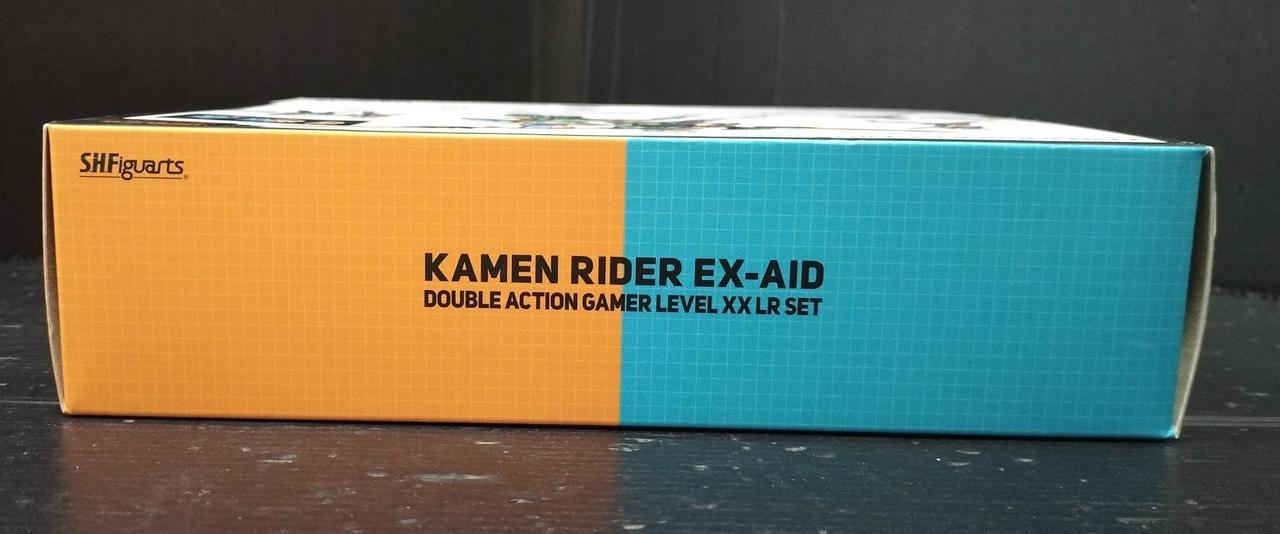 S.H.Figuarts
KAMEN RIDER EX-AID
DOUBLE ACTION GAMER LEVEL XX LR SET